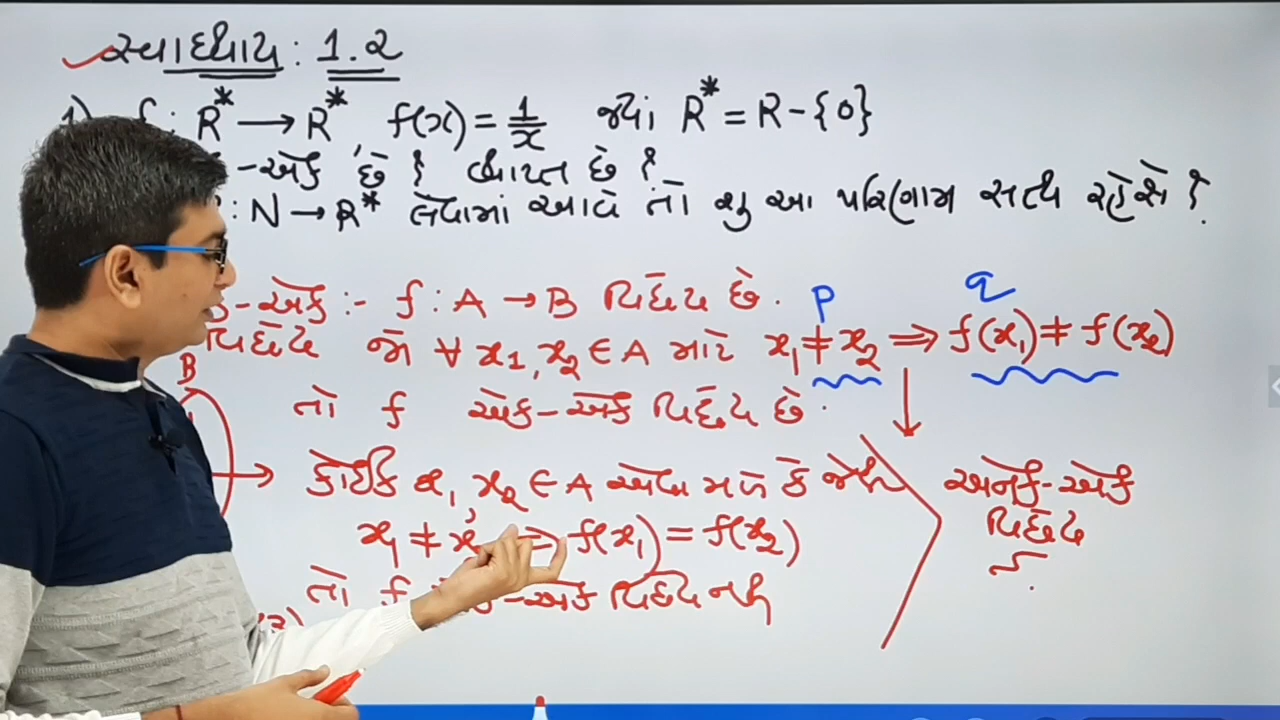 સ્વાધ્યાય : 1.2
1) f : R* → R*, f(x) = 1/x જ્યાં R* = R - {0}
-એક છે ? વ્યાપ્ત છે ?
: N → R* લેવામાં આવે તો શુ આ પરિણામ સત્ય રહેશે ?
-એક :- f : A → B વિધેય છે.
p q
વિધેય જો ∀ x1, x2 ∈ A માટે x1 ≠ x2 ⇒ f(x1) ≠ f(x2)
B
તો f એક-એક વિધેય છે.
→ કોઈક x1, x2 ∈ A એવા મળે કે જેથી
x1 ≠ x ⇒ f(x1) = f(x2)
તો f -એક વિધેય નથી
અનેક-એક
વિધેય